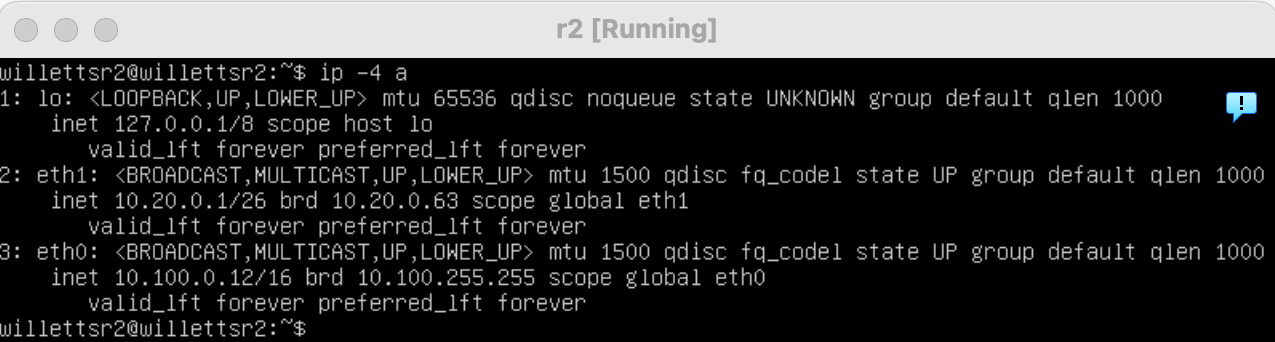 r2 [Running]
willettsr2@willettsr2:~$ ip -4 a
1: lo: <LOOPBACK,UP,LOWER_UP> mtu 65536 qdisc noqueue state UNKNOWN group default qlen 1000
    inet 127.0.0.1/8 scope host lo
       valid_lft forever preferred_lft forever
2: eth1: <BROADCAST,MULTICAST,UP,LOWER_UP> mtu 1500 qdisc fq_codel state UP group default qlen 1000
    inet 10.20.0.1/26 brd 10.20.0.63 scope global eth1
       valid_lft forever preferred_lft forever
3: eth0: <BROADCAST,MULTICAST,UP,LOWER_UP> mtu 1500 qdisc fq_codel state UP group default qlen 1000
    inet 10.100.0.12/16 brd 10.100.255.255 scope global eth0
       valid_lft forever preferred_lft forever
willettsr2@willettsr2:~$